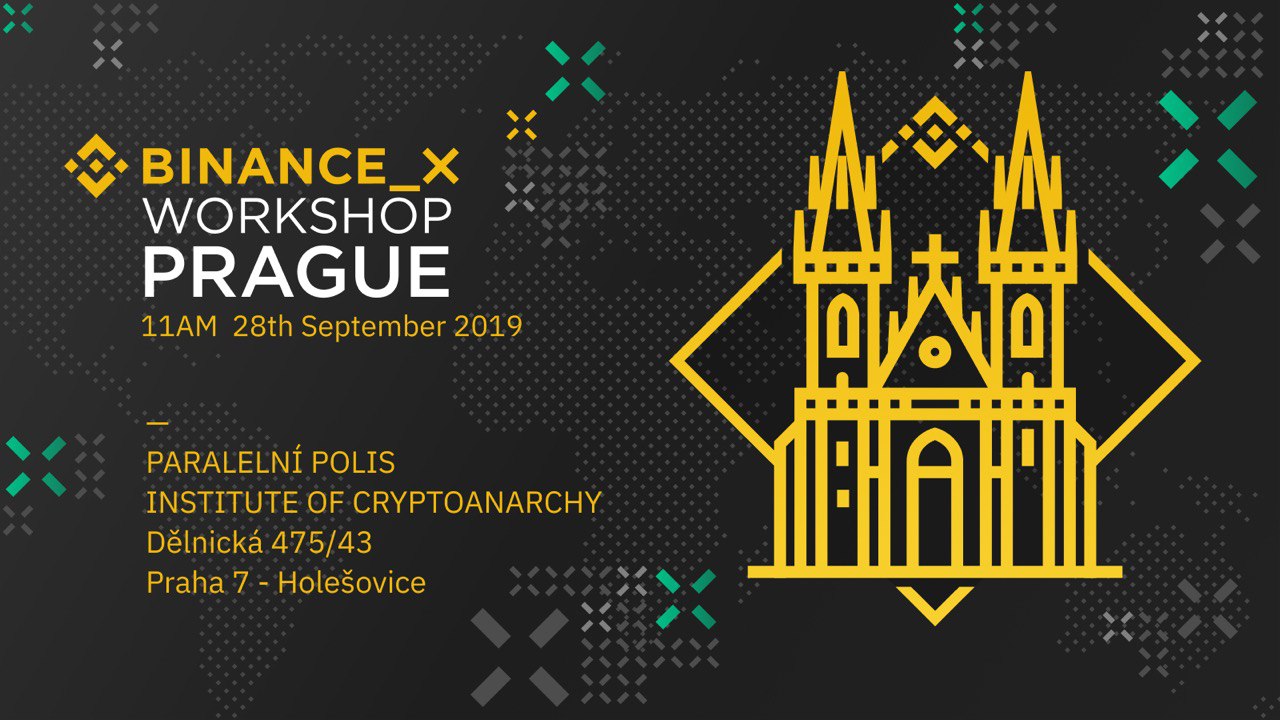 BINANCE_X
WORKSHOP
PRAGUE
11AM 28th September 2019
PARALELNÍ POLIS
INSTITUTE OF CRYPTOANARCHY
Dělnická 475/43
Praha 7 - Holešovice